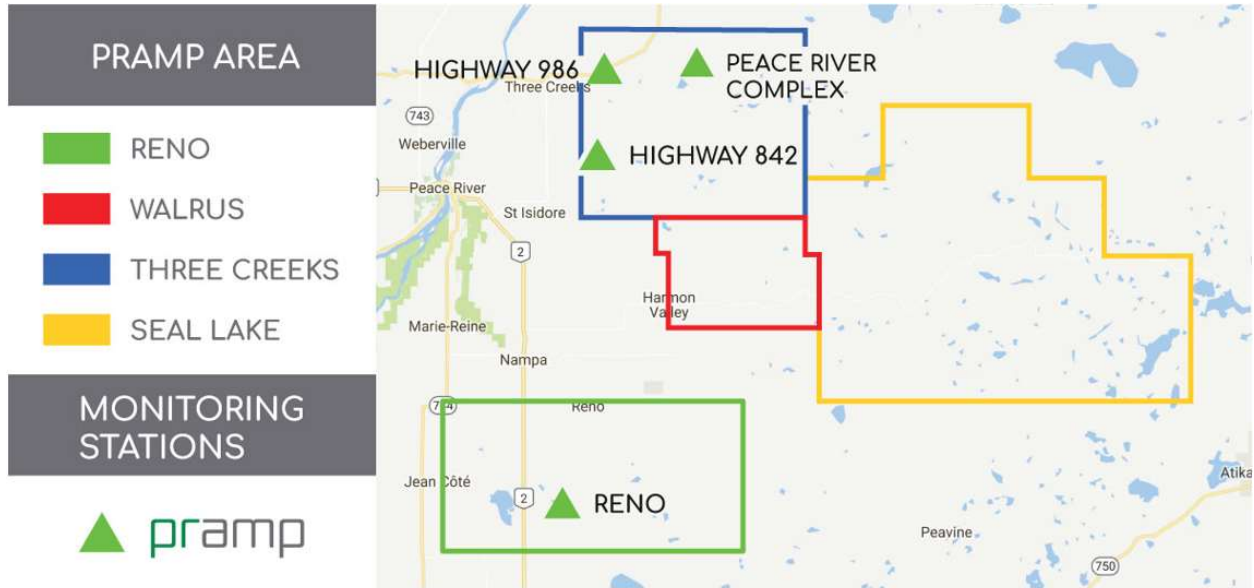 PRAMP AREA
RENO
WALRUS
THREE CREEKS
SEAL LAKE
MONITORING
STATIONS
pramp
HIGHWAY 986
Three Creeks
PEACE RIVER
COMPLEX
743
Weberville
HIGHWAY 842
Peace River
St Isidore
2
Harmon
Valley
Marie-Reine
Nampa
Reno
Jean Côté
2
RENO
Peavine
Atika
750